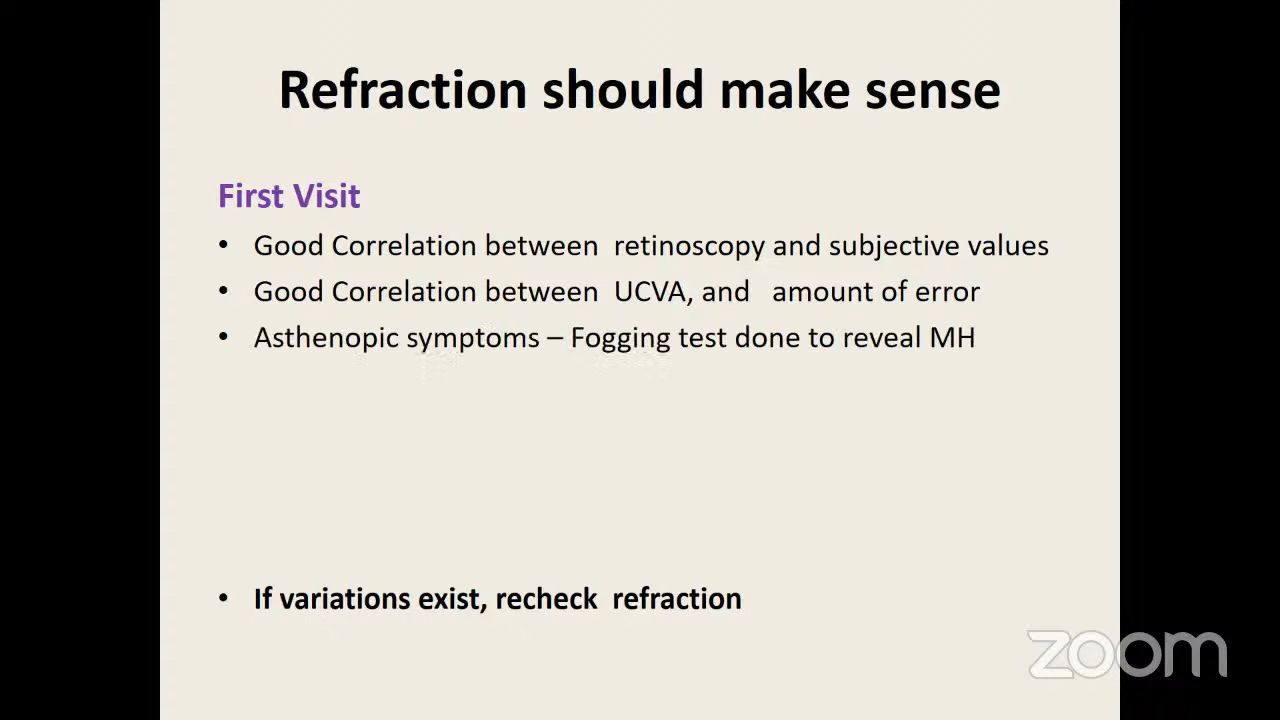 Refraction should make sense
First Visit
• Good Correlation between retinoscopy and subjective values
• Good Correlation between UCVA, and amount of error
• Asthenopic symptoms – Fogging test done to reveal MH
• If variations exist, recheck refraction
zoom